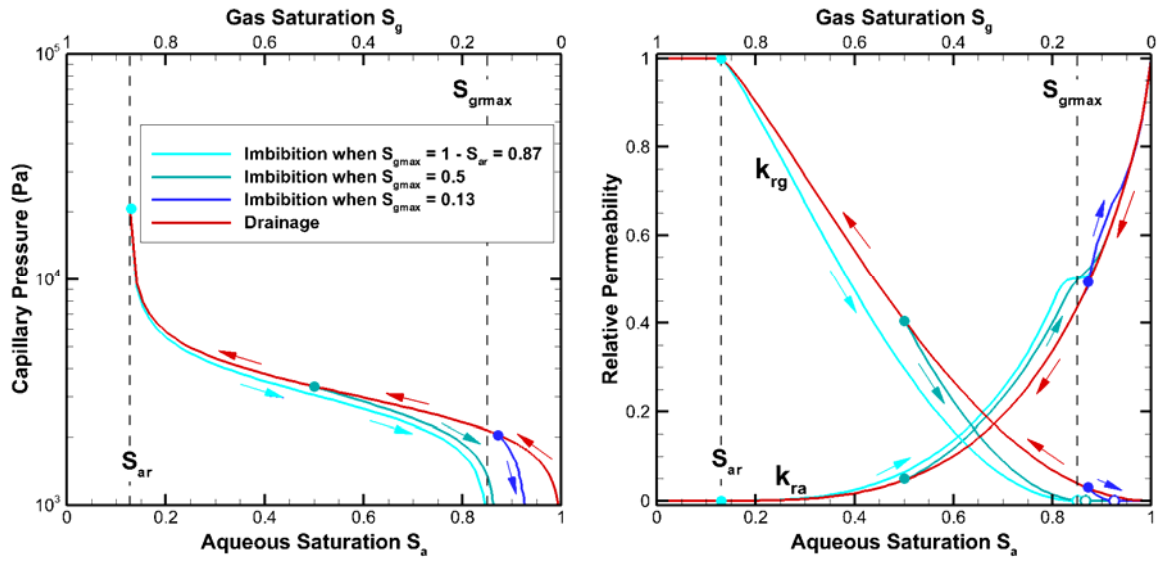 Gas Saturation S_g
1 0.8 0.6 0.4 0.2 0
10^5
10^4
10^3
Capillary Pressure (Pa)
S_grmax
Imbibition when S_gmax = 1 - S_ar = 0.87
Imbibition when S_gmax = 0.5
Imbibition when S_gmax = 0.13
Drainage
S_ar
0 0.2 0.4 0.6 0.8 1
Aqueous Saturation S_a
Gas Saturation S_g
1 0.8 0.6 0.4 0.2 0
1
0.8
0.6
0.4
0.2
0
Relative Permeability
S_grmax
k_rg
S_ar
k_ra
0 0.2 0.4 0.6 0.8 1
Aqueous Saturation S_a